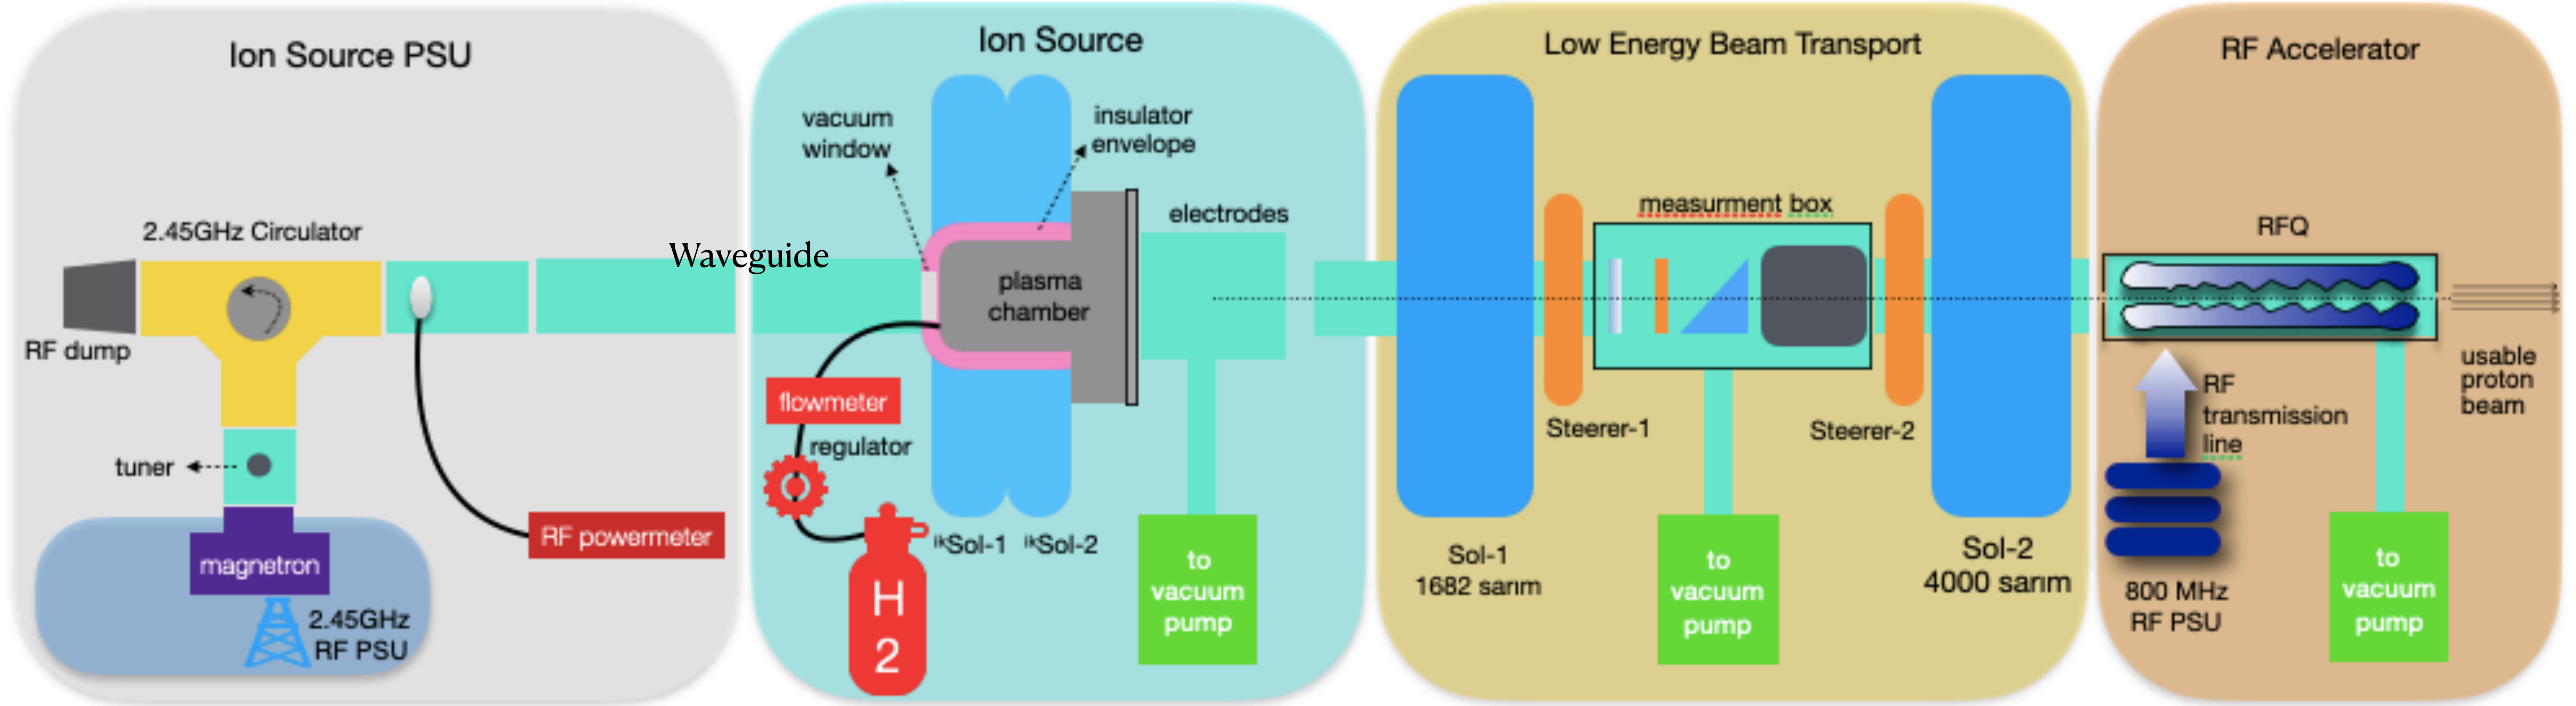 Ion Source PSU
2.45GHz Circulator
RF dump
tuner
magnetron
2.45GHz
RF PSU
RF powermeter
Waveguide
Ion Source
vacuum
window
insulator
envelope
plasma
chamber
electrodes
flowmeter
regulator
H
2
ikSol-1
ikSol-2
to
vacuum
pump
Low Energy Beam Transport
measurment box
Steerer-1
Steerer-2
Sol-1
1682 sarım
to
vacuum
pump
Sol-2
4000 sarım
RF Accelerator
RFQ
RF
transmission
line
usable
proton
beam
800 MHz
RF PSU
to
vacuum
pump